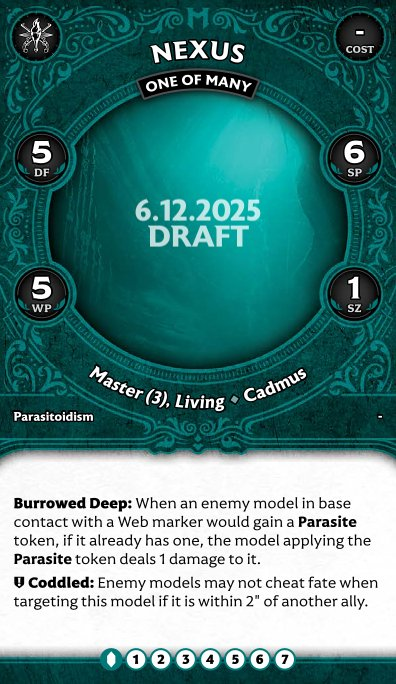 NEXUS
-
COST
ONE OF MANY
5
DF
6
SP
6.12.2025
DRAFT
5
WP
1
SZ
Master (3), Living ◆ Cadmus
Parasitoidism -
Burrowed Deep: When an enemy model in base
contact with a Web marker would gain a Parasite
token, if it already has one, the model applying the
Parasite token deals 1 damage to it.
Coddled: Enemy models may not cheat fate when
targeting this model if it is within 2" of another ally.
1 2 3 4 5 6 7